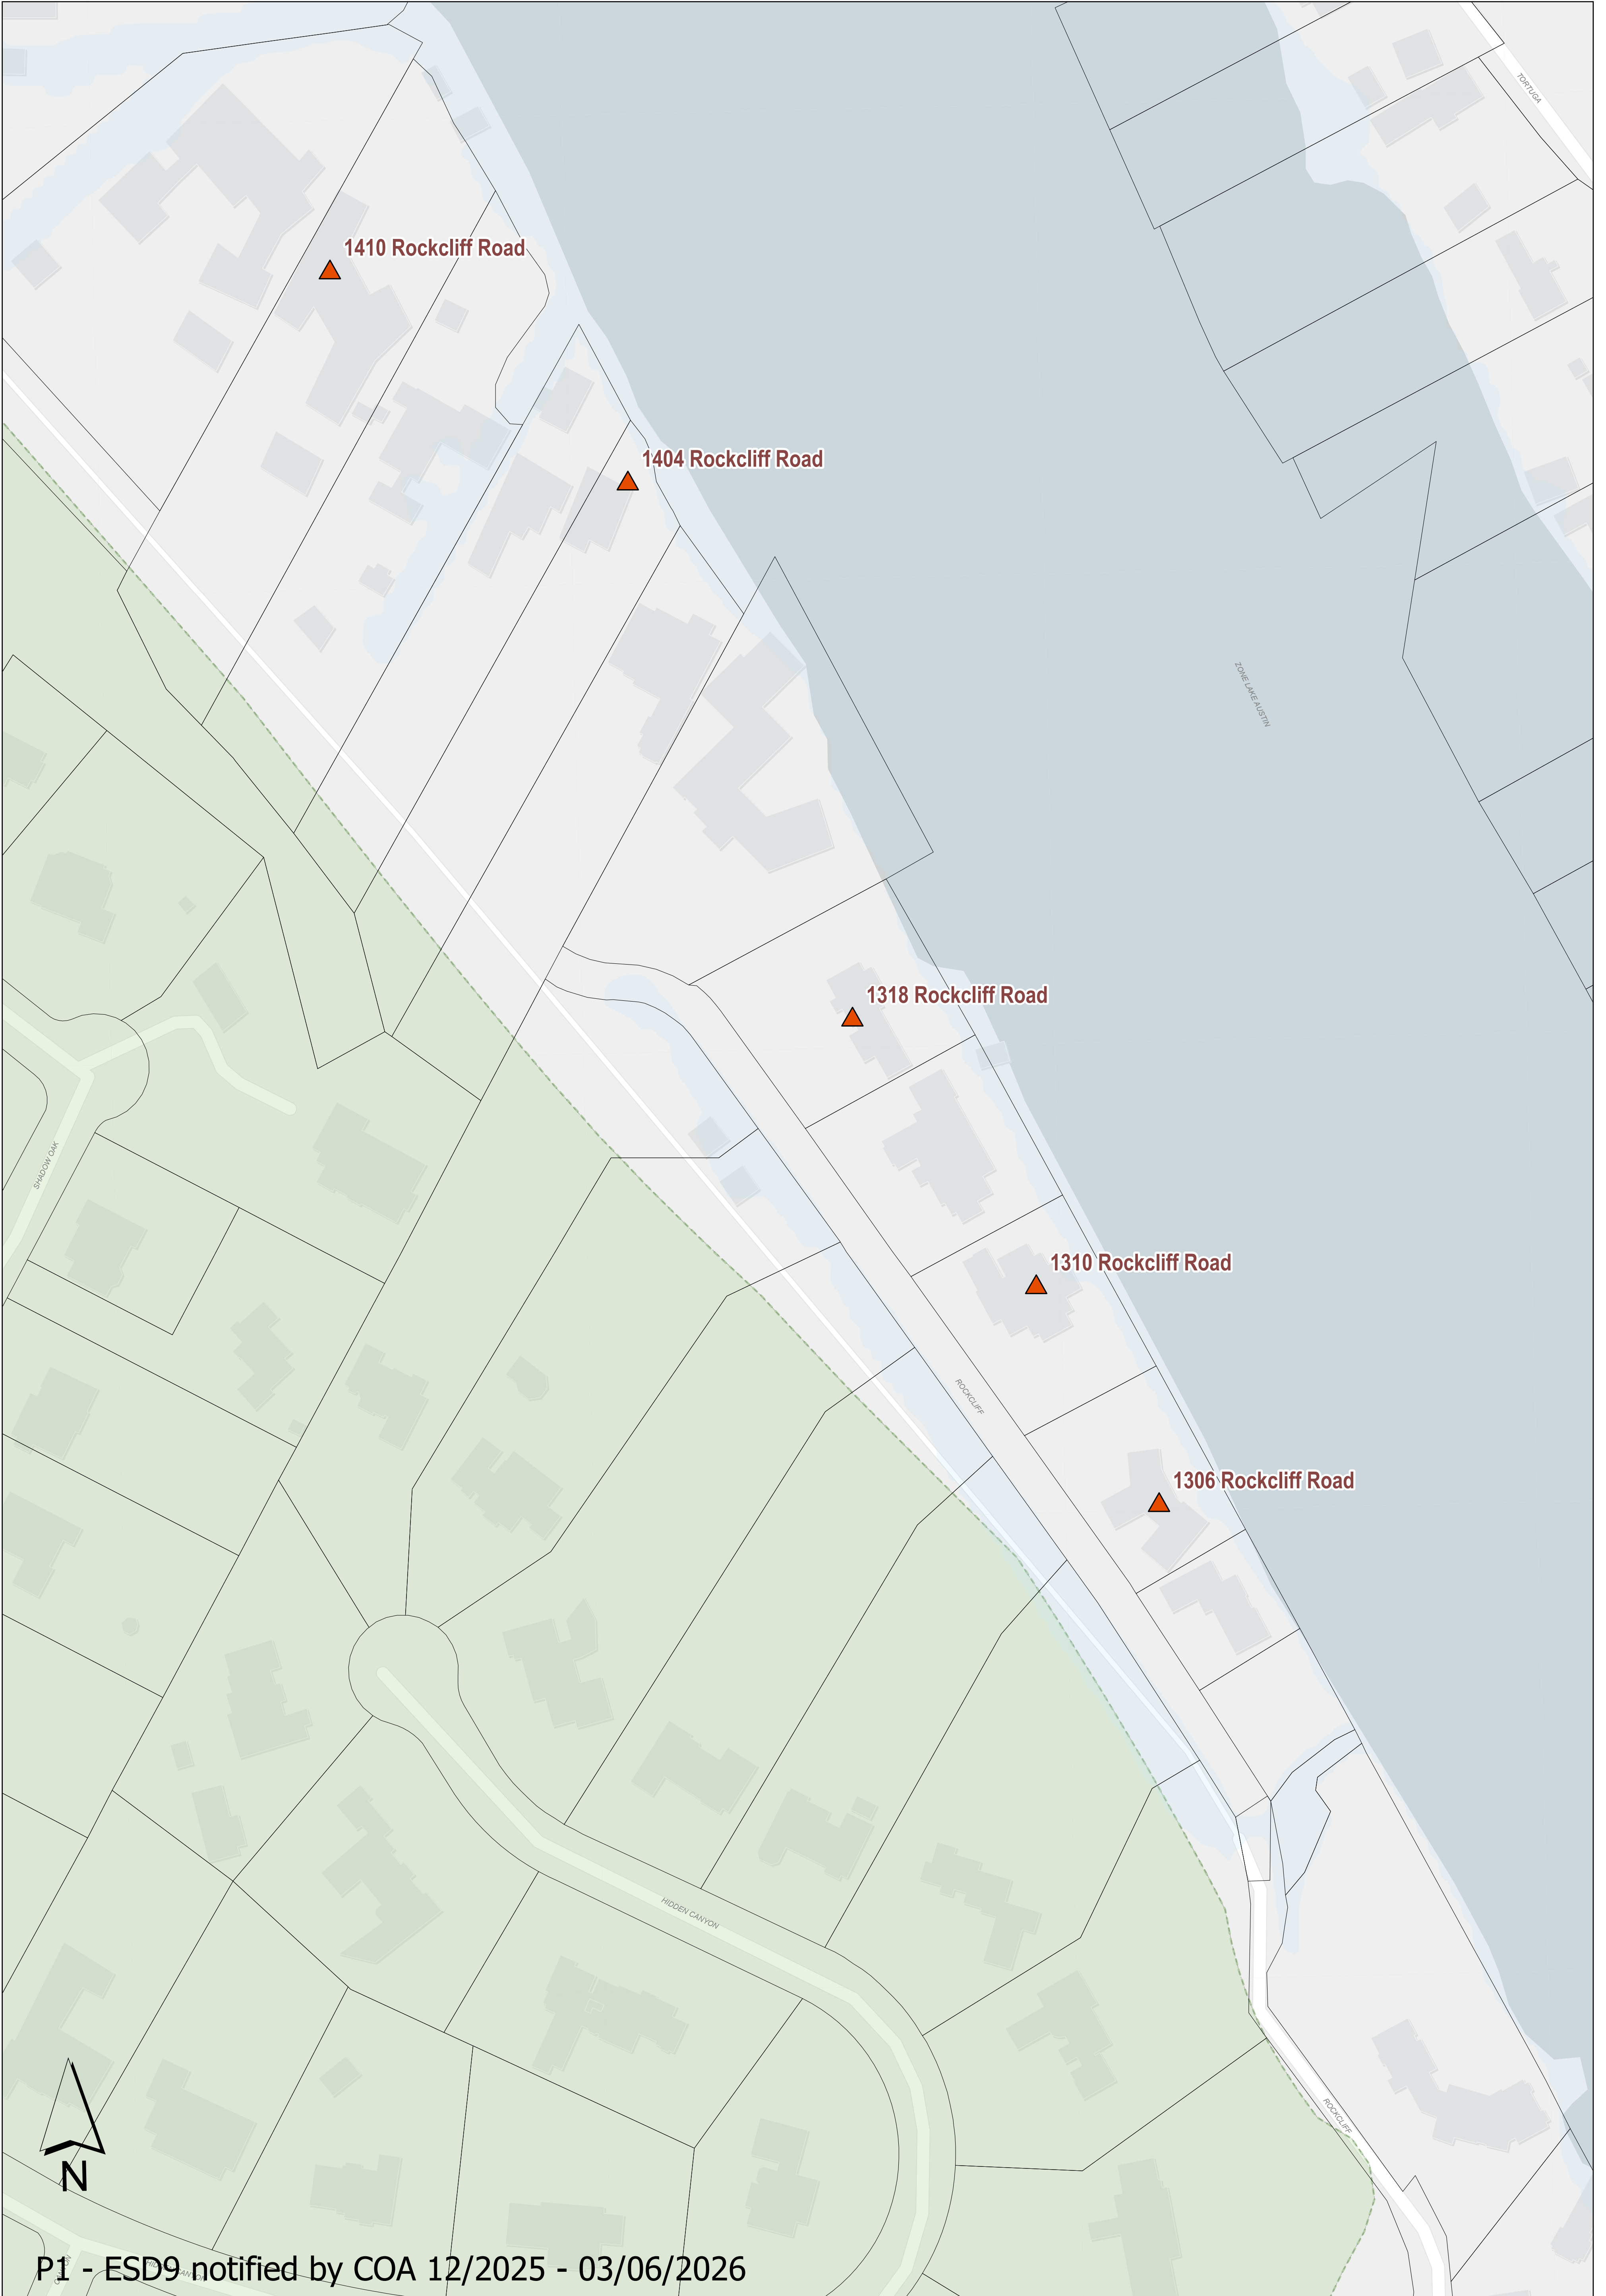 TORTUGA
1410 Rockcliff Road
1404 Rockcliff Road
ZONE LAKE AUSTIN
1318 Rockcliff Road
SHADOW OAK
1310 Rockcliff Road
ROCKCLIFF
1306 Rockcliff Road
HIDDEN CANYON
ROCKCLIFF
N
P1 - ESD9 notified by COA 12/2025 - 03/06/2026